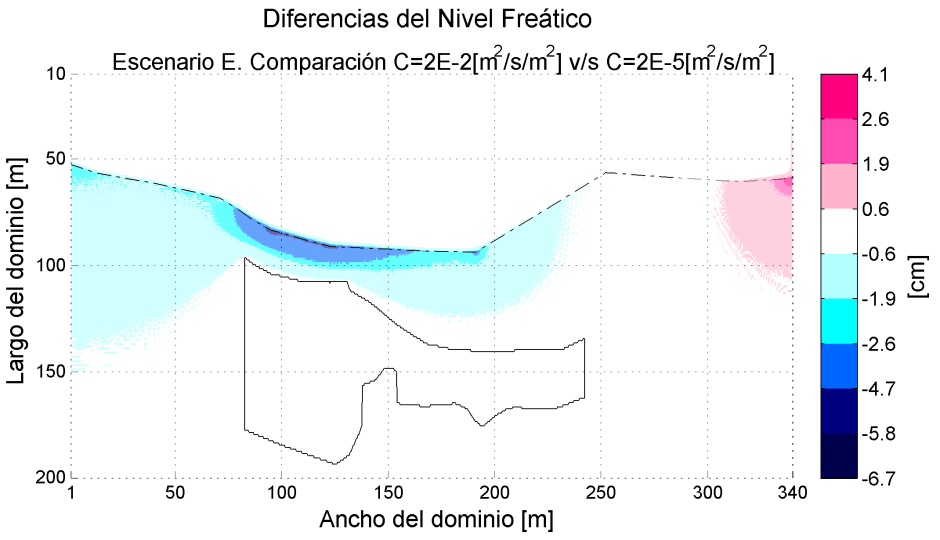 Diferencias del Nivel Freático
Escenario E. Comparación C=2E-2[m²/s/m²] v/s C=2E-5[m²/s/m²]
10
50
100
150
200
Largo del dominio [m]
1 50 100 150 200 250 300 340
Ancho del dominio [m]
4.1
2.6
1.9
0.6
-0.6
-1.9
-2.6
-4.7
-5.8
-6.7
[cm]